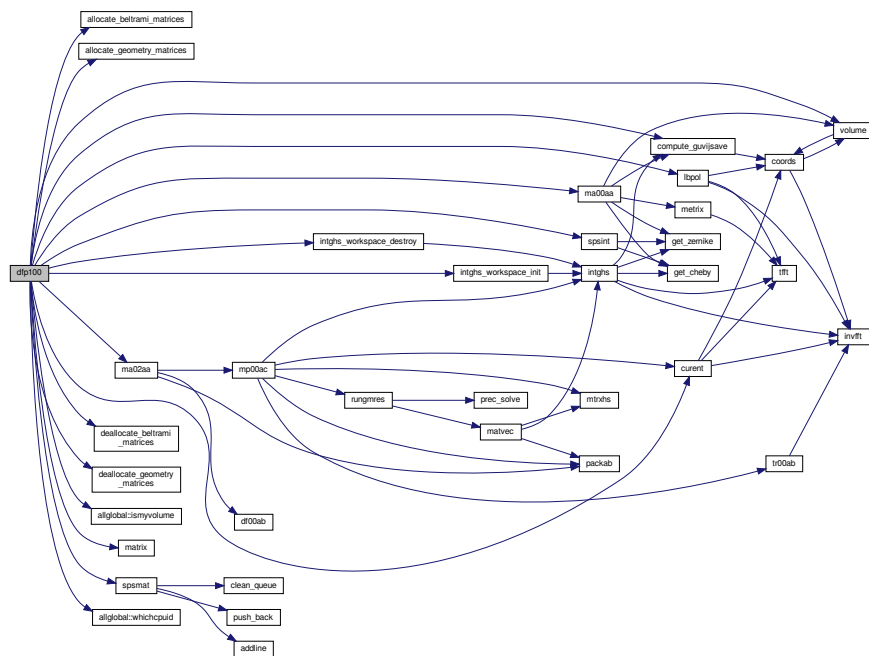 allocate_beltrami_matrices
allocate_geometry_matrices
volume
compute_guvijsave
coords
lbpol
ma00aa
metrix
spsint
get_zernike
intghs_workspace_destroy
dfp100
intghs_workspace_init
intghs
get_cheby
tfft
invfft
ma02aa
mp00ac
curent
rungmres
prec_solve
mtrxhs
matvec
deallocate_beltrami
_matrices
packab
tr00ab
deallocate_geometry
_matrices
allglobal::ismyvolume
df00ab
matrix
spsmat
clean_queue
allglobal::whichcpuid
push_back
addline